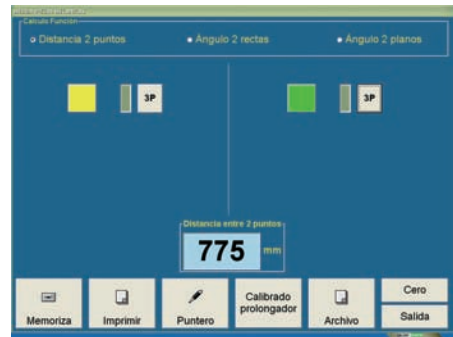 Calculo Función
Distancia 2 puntos
Ángulo 2 rectas
Ángulo 2 planos
3P
3P
Distancia entre 2 puntos
775 mm
Memoriza
Imprimir
Puntero
Calibrado
prolongador
Archivo
Cero
Salida